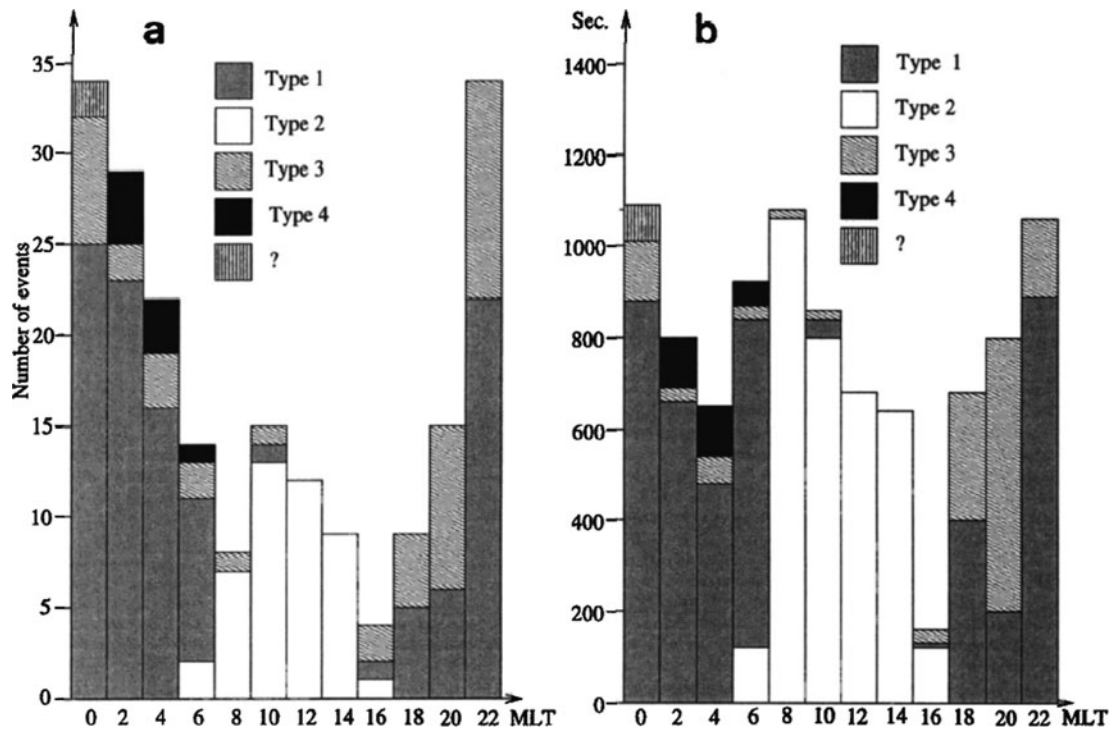 a
35
30
25
20
15
10
5
0
Number of events
Type 1
Type 2
Type 3
Type 4
?
0 2 4 6 8 10 12 14 16 18 20 22 MLT
Sec.
b
1400
1200
1000
800
600
400
200
0
Type 1
Type 2
Type 3
Type 4
?
0 2 4 6 8 10 12 14 16 18 20 22 MLT